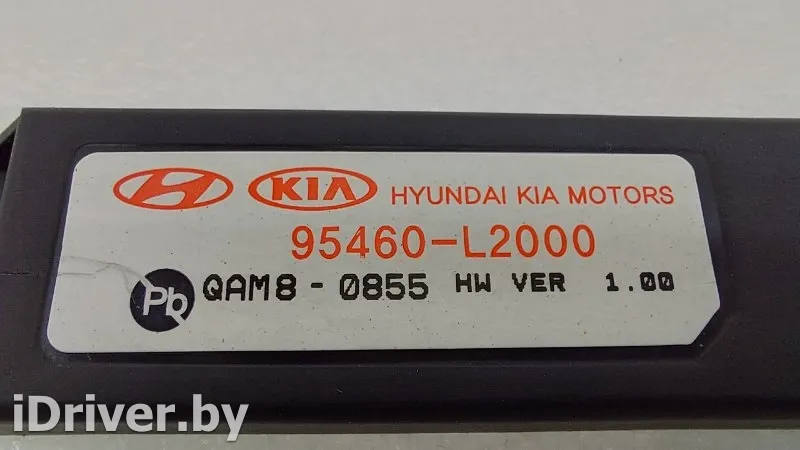 KIA HYUNDAI KIA MOTORS
95460-L2000
Pb QAM8-0855 HW VER 1.00
iDriver.by